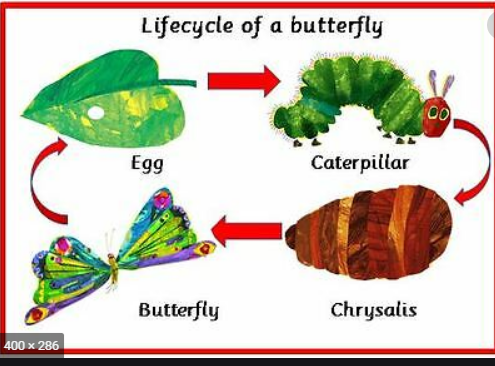 Lifecycle of a butterfly
Egg
Caterpillar
Butterfly
Chrysalis
400 × 286